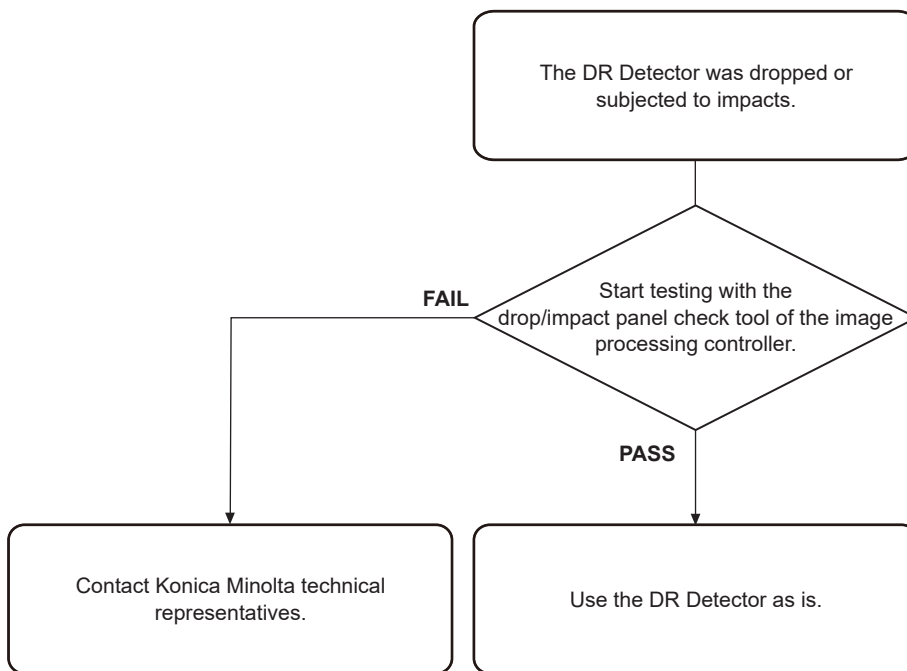 The DR Detector was dropped or
subjected to impacts.
Start testing with the
drop/impact panel check tool of the image
processing controller.
FAIL
PASS
Contact Konica Minolta technical
representatives.
Use the DR Detector as is.